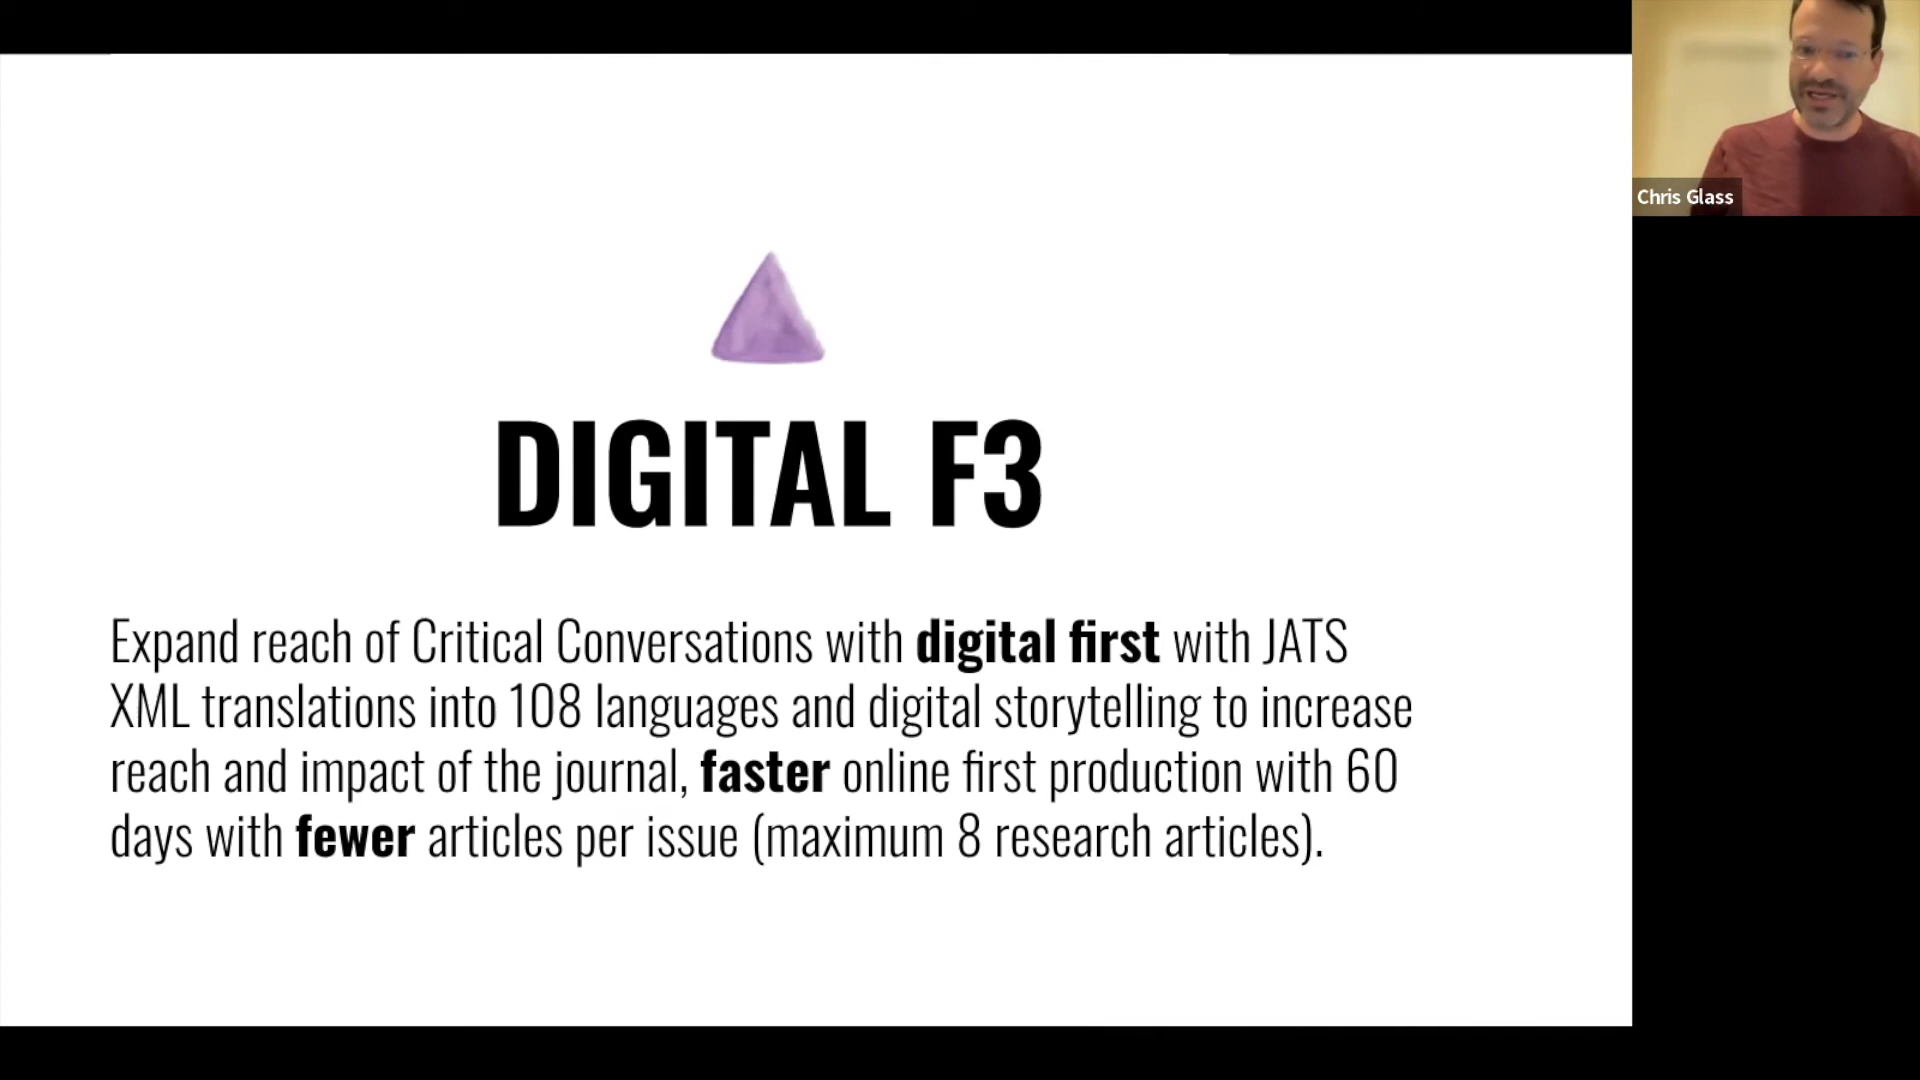 DIGITAL F3
Expand reach of Critical Conversations with digital first with JATS
XML translations into 108 languages and digital storytelling to increase
reach and impact of the journal, faster online first production with 60
days with fewer articles per issue (maximum 8 research articles).
Chris Glass